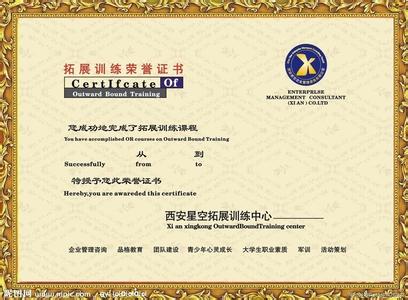 拓展训练荣誉证书
CertIfcate Of
Outward Bound Training
ENTERPRLSE
MANAGEMENT CONSULTANT
(XI AN) CO.LTD
您成功地完成了拓展训练课程
You have accomplished OR courses on Outward Bound Training
从 到
Successfully from to
特授予您此荣誉证书
Hereby,you are awareded this certificate
西安星空拓展训练中心
Xi an xingkong OutwardBoundTraining center
企业管理咨询 品格教育 团队建设 青少年心灵成长 大学生职业素质 军训 活动策划
昵图网
www.nipic.com